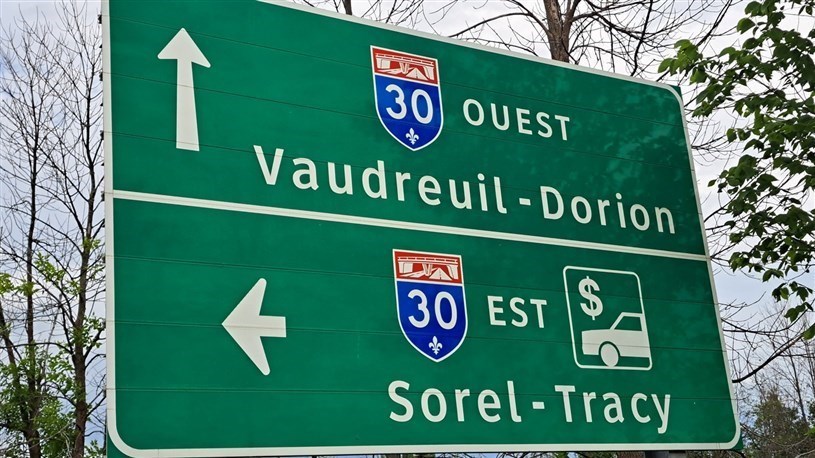 30 OUEST
Vaudreuil-Dorion
30 EST $
Sorel-Tracy